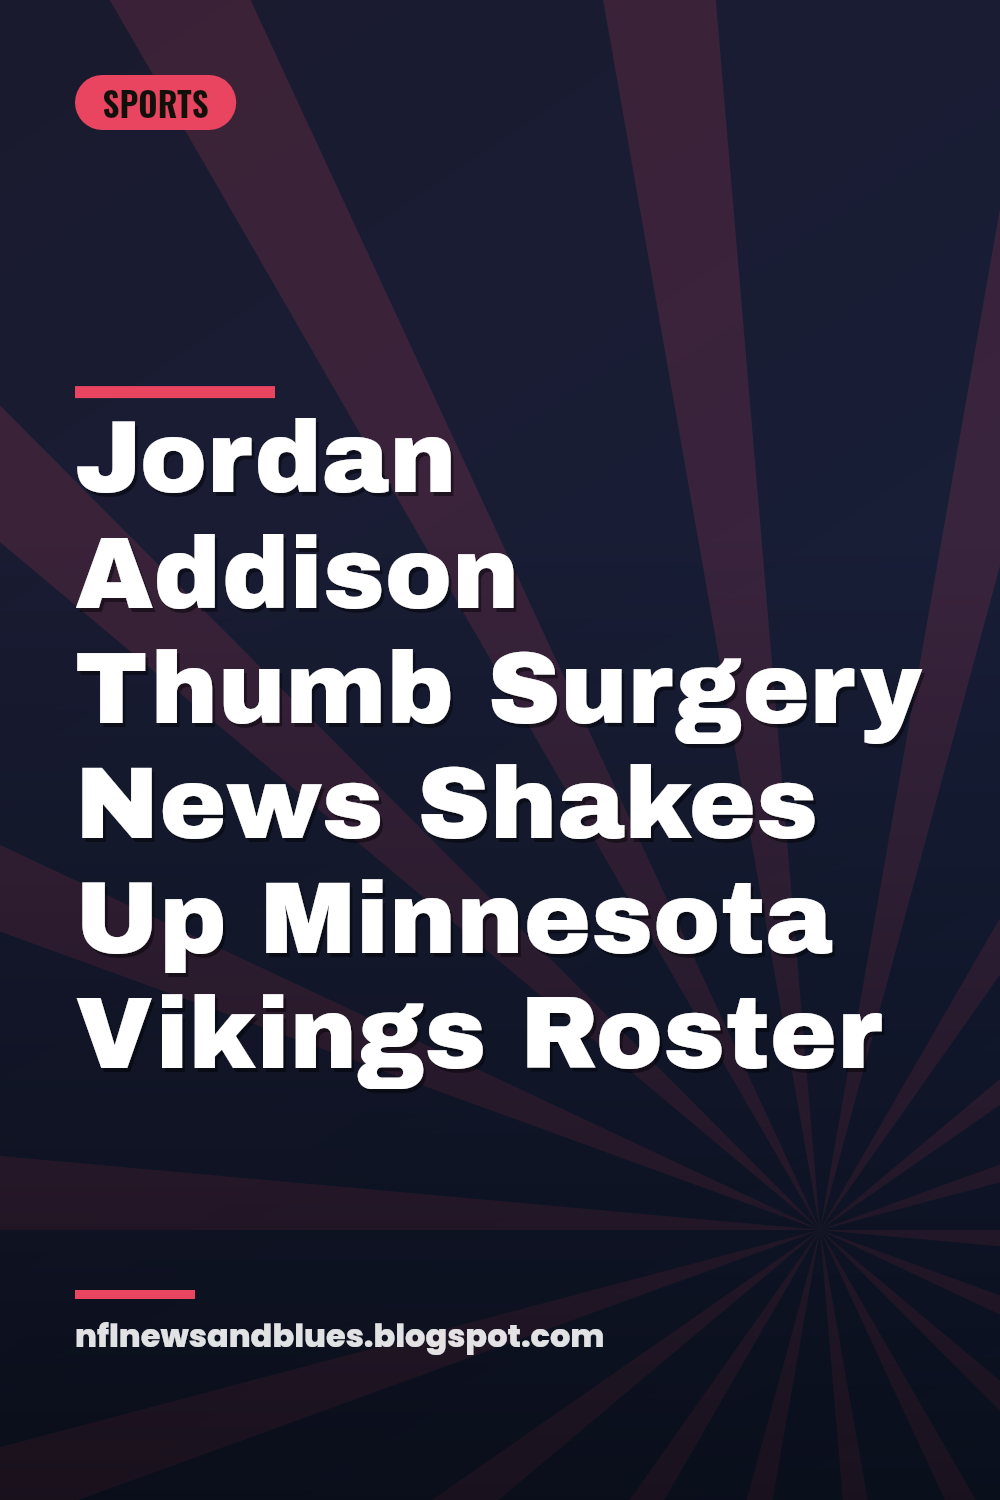 SPORTS
Jordan
Addison
Thumb Surgery
News Shakes
Up Minnesota
Vikings Roster
nflnewsandblues.blogspot.com